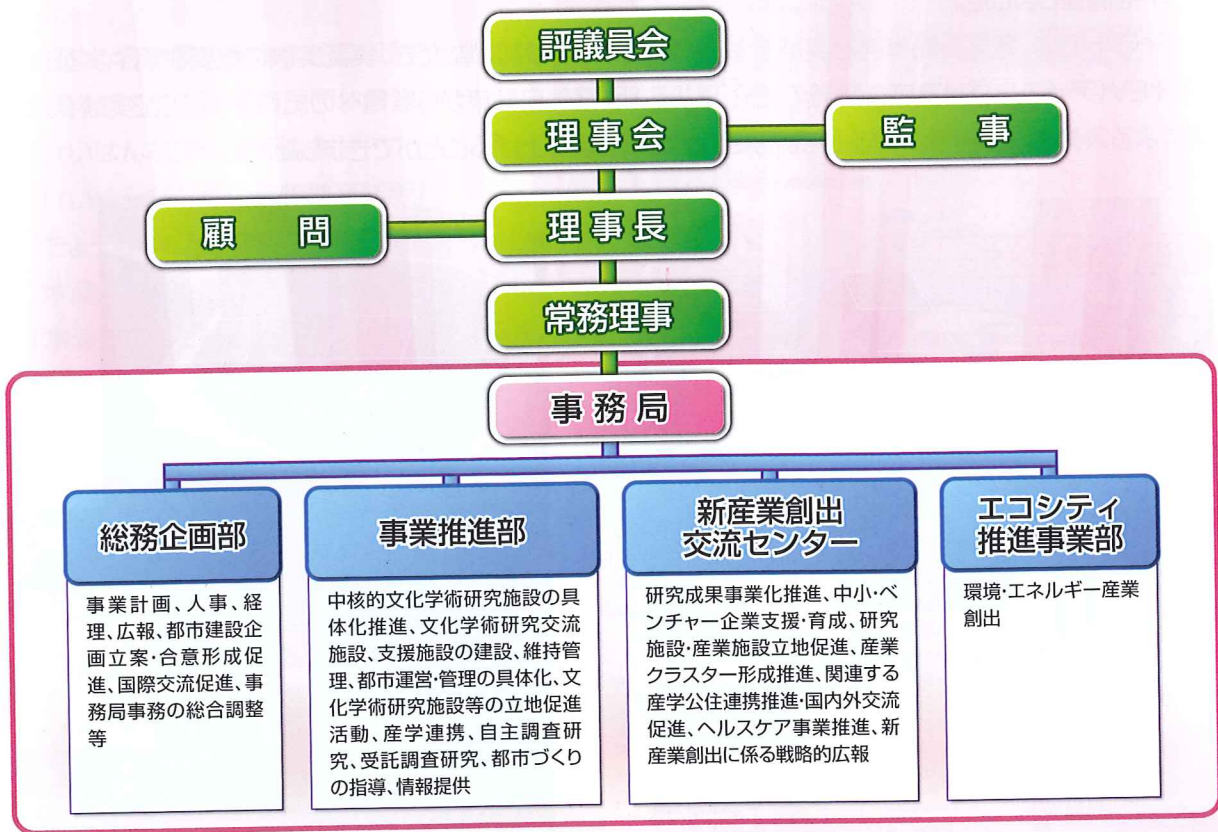 評議員会
理事会
監 事
顧 問
理事長
常務理事
事務局
総務企画部
事業計画、人事、経
理、広報、都市建設企
画立案・合意形成促
進、国際交流促進、事
務局事務の総合調整
等
事業推進部
中核的文化学術研究施設の具
体化推進、文化学術研究交流
施設、支援施設の建設、維持管
理、都市運営・管理の具体化、文
化学術研究施設等の立地促進
活動、産学連携、自主調査研
究、受託調査研究、都市づくり
の指導、情報提供
新産業創出
交流センター
研究成果事業化推進、中小・ベ
ンチャー企業支援・育成、研究
施設・産業施設立地促進、産業
クラスター形成推進、関連する
産学公住連携推進・国内外交流
促進、ヘルスケア事業推進、新
産業創出に係る戦略的広報
エコシティ
推進事業部
環境・エネルギー産業
創出